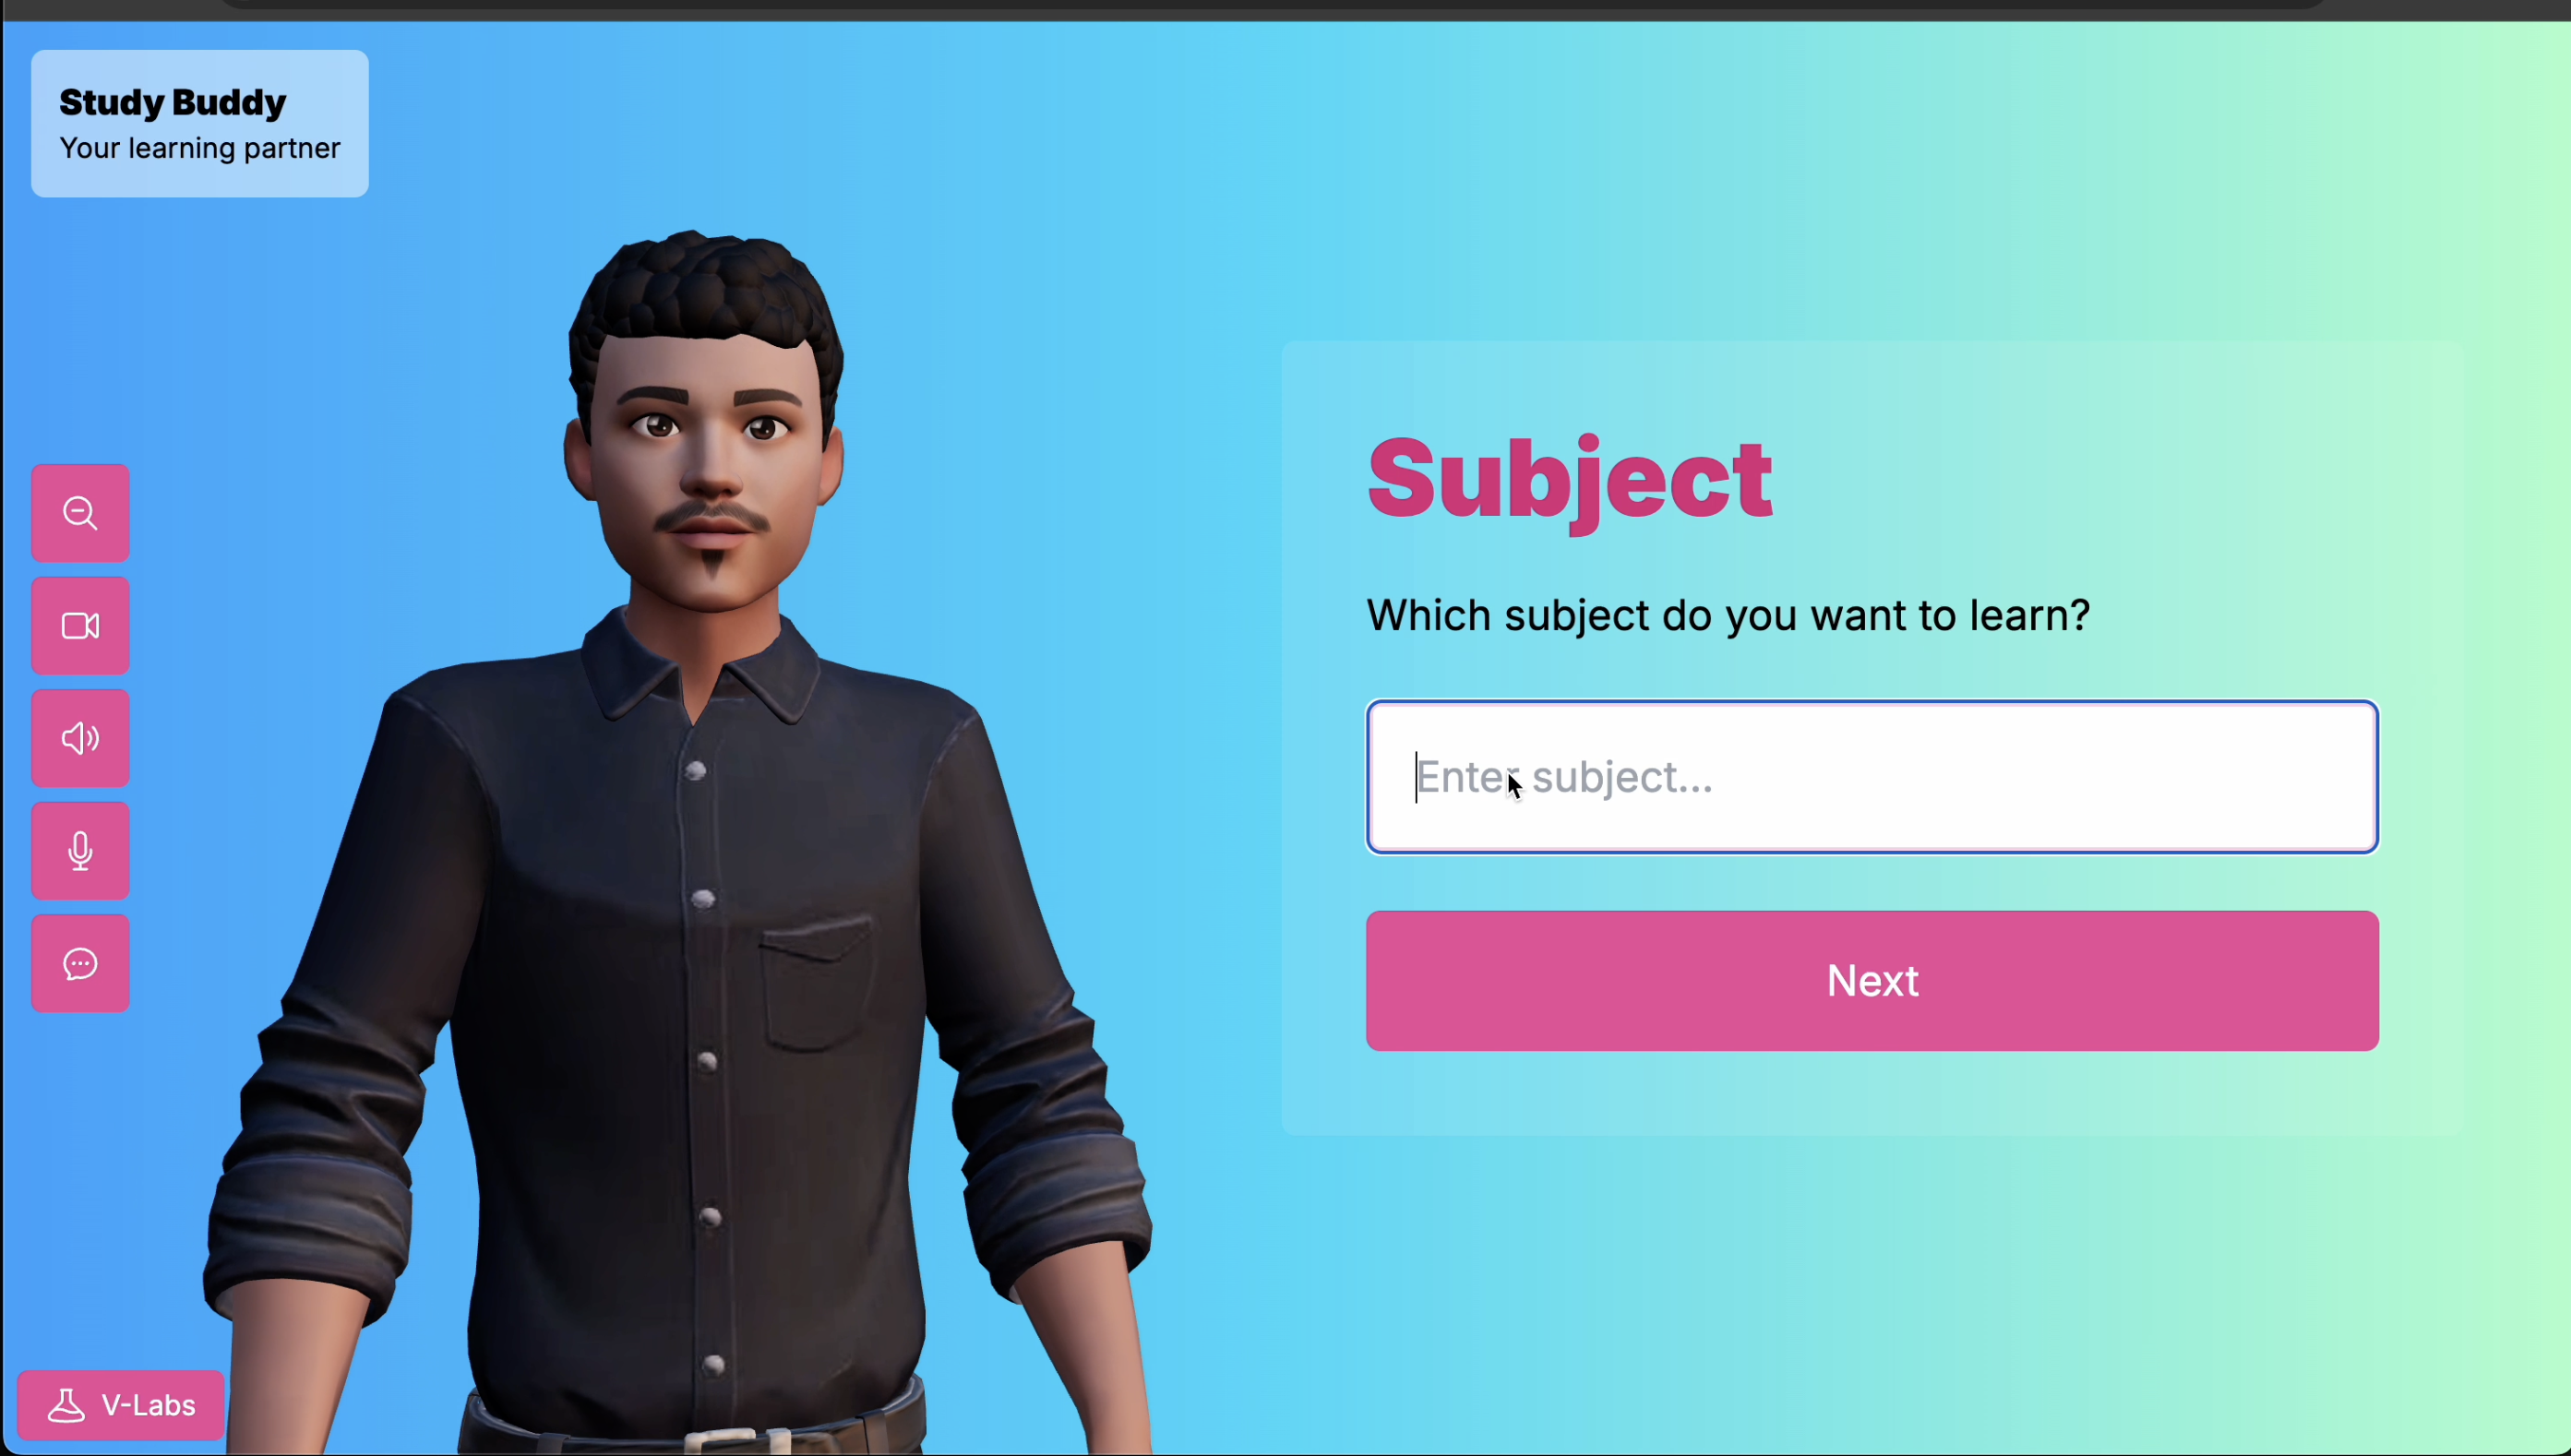 Study Buddy
Your learning partner
Subject
Which subject do you want to learn?
Enter subject...
Next
V-Labs